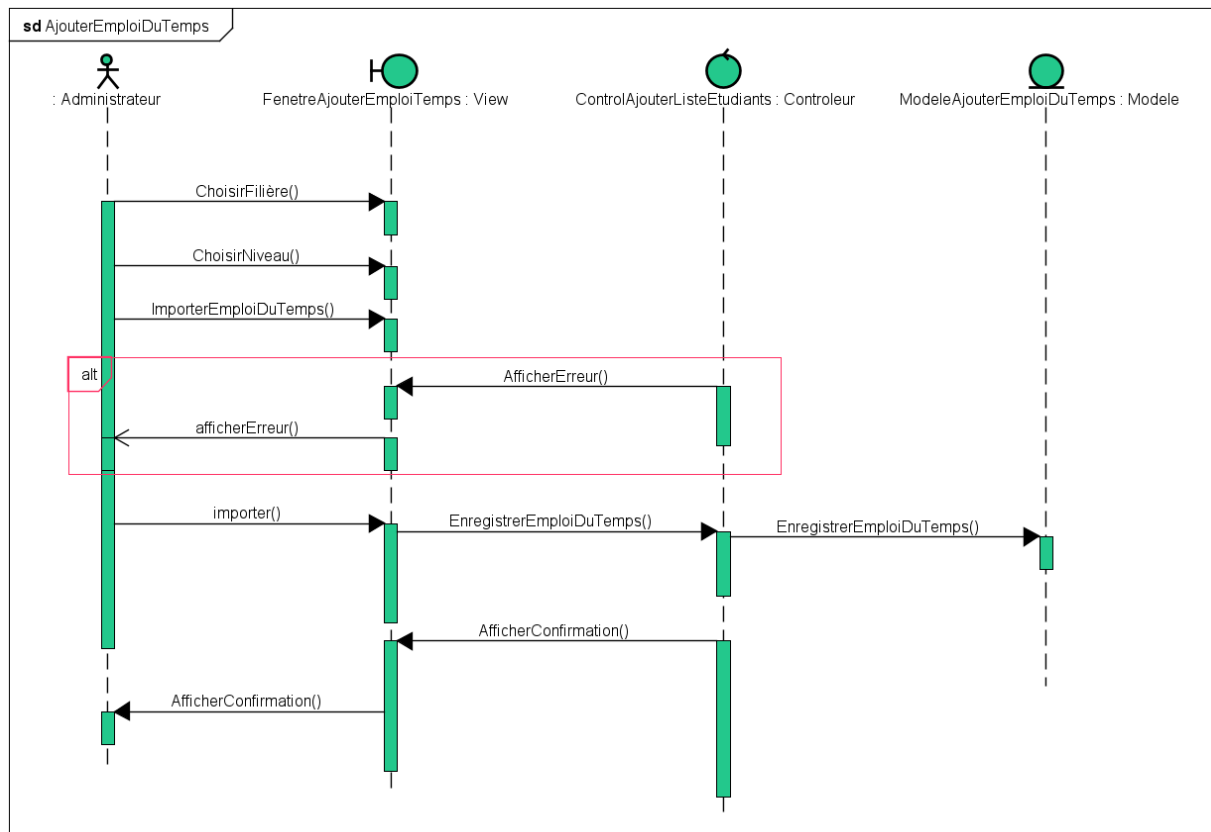 sd AjouterEmploiDuTemps
: Administrateur
FenetreAjouterEmploiTemps : View
ControlAjouterListeEtudiants : Controleur
ModeleAjouterEmploiDuTemps : Modele
ChoisirFilière()
ChoisirNiveau()
ImporterEmploiDuTemps()
alt
AfficherErreur()
afficherErreur()
importer()
EnregistrerEmploiDuTemps()
EnregistrerEmploiDuTemps()
AfficherConfirmation()
AfficherConfirmation()